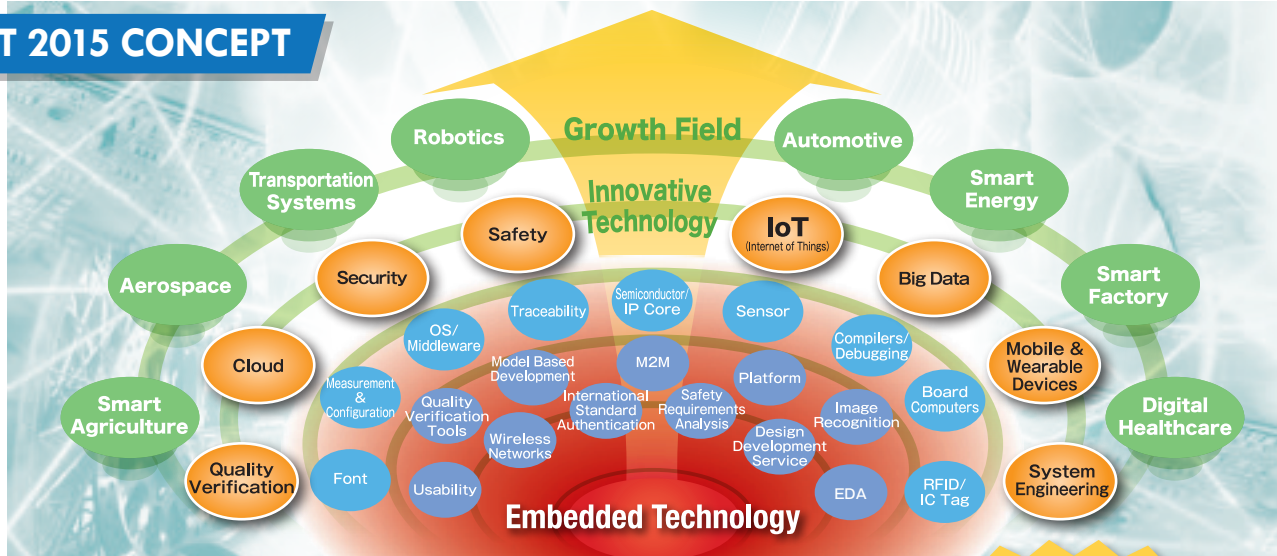 T 2015 CONCEPT
Growth Field
Innovative
Technology
Robotics
Automotive
Transportation
Systems
Smart
Energy
Aerospace
Smart
Factory
Smart
Agriculture
Digital
Healthcare
Safety
IoT
(Internet of Things)
Security
Big Data
Cloud
Mobile &
Wearable
Devices
Quality
Verification
System
Engineering
Traceability
Semiconductor/
IP Core
Sensor
OS/
Middleware
Compilers/
Debugging
Measurement
&
Configuration
Board
Computers
Font
RFID/
IC Tag
Model Based
Development
M2M
Platform
Quality
Verification
Tools
International
Standard
Authentication
Safety
Requirements
Analysis
Image
Recognition
Wireless
Networks
Design
Development
Service
Usability
EDA
Embedded Technology